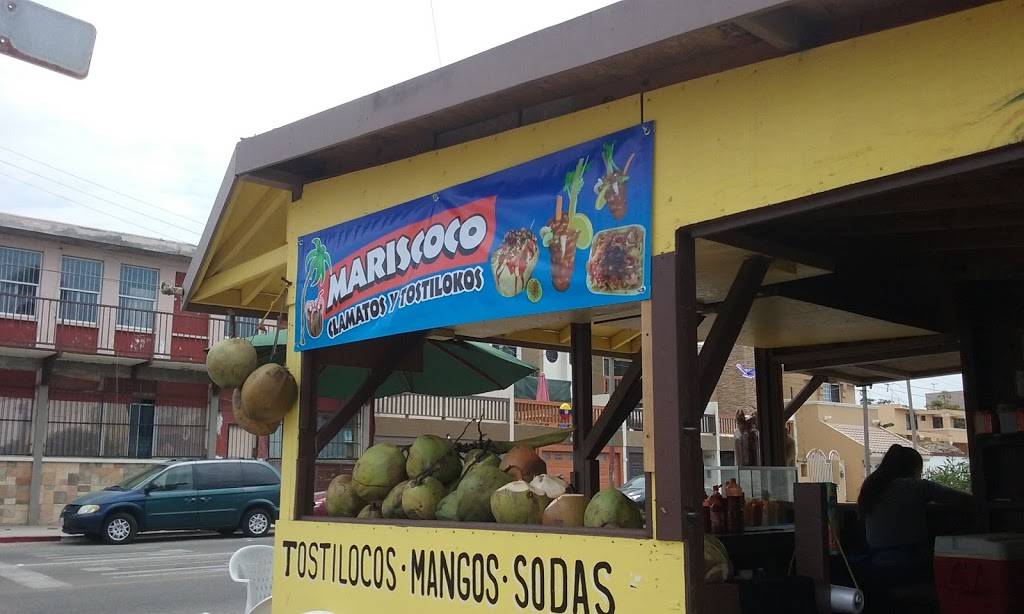 MARISCOCO
CLAMATOS Y TOSTILOKOS
TOSTILOCOS · MANGOS · SODAS